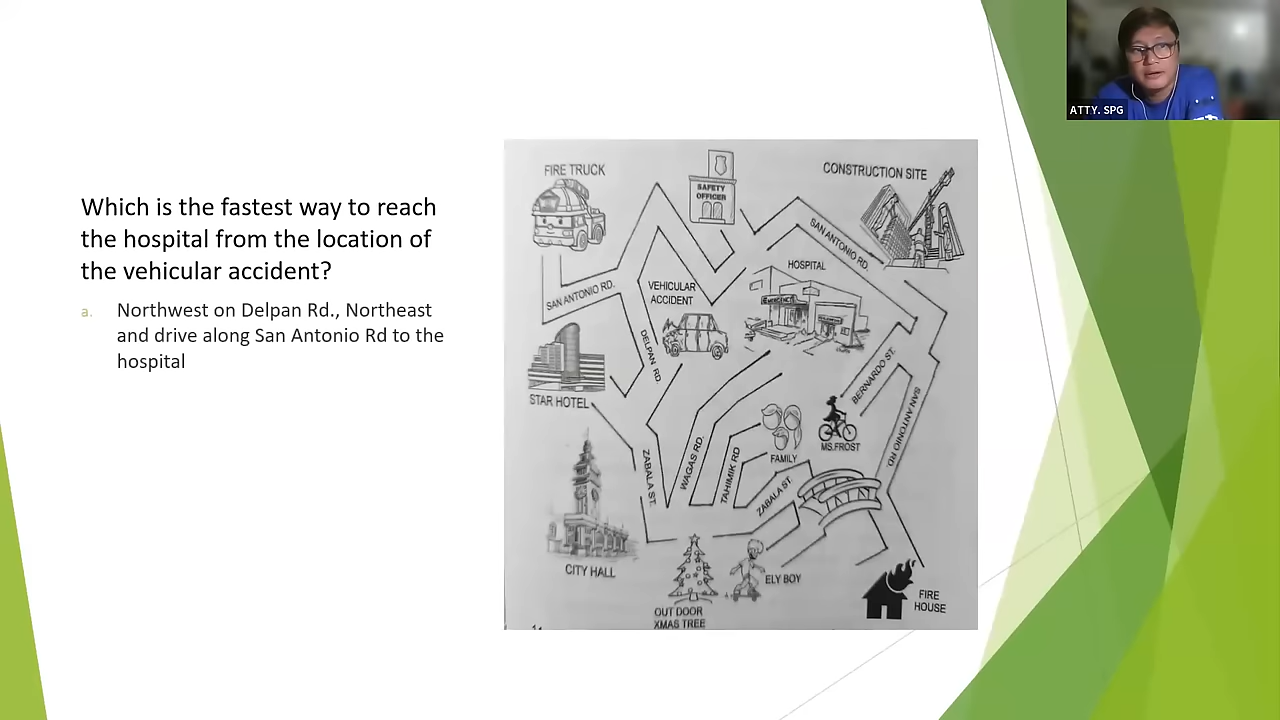 ATTY. SPG
Which is the fastest way to reach
the hospital from the location of
the vehicular accident?
a. Northwest on Delpan Rd., Northeast
and drive along San Antonio Rd to the
hospital
FIRE TRUCK
SAFETY
OFFICER
CONSTRUCTION SITE
SAN ANTONIO RD.
HOSPITAL
SAN ANTONIO RD.
VEHICULAR
ACCIDENT
EMERGENCY
DELPAN RD.
STAR HOTEL
BERNARDO ST.
SAN ANTONIO RD.
MS.FROST
FAMILY
ZABALA ST.
WAGAS RD.
TAHIMIK RD
ZABALA ST.
CITY HALL
ELY BOY
OUT DOOR
XMAS TREE
FIRE
HOUSE